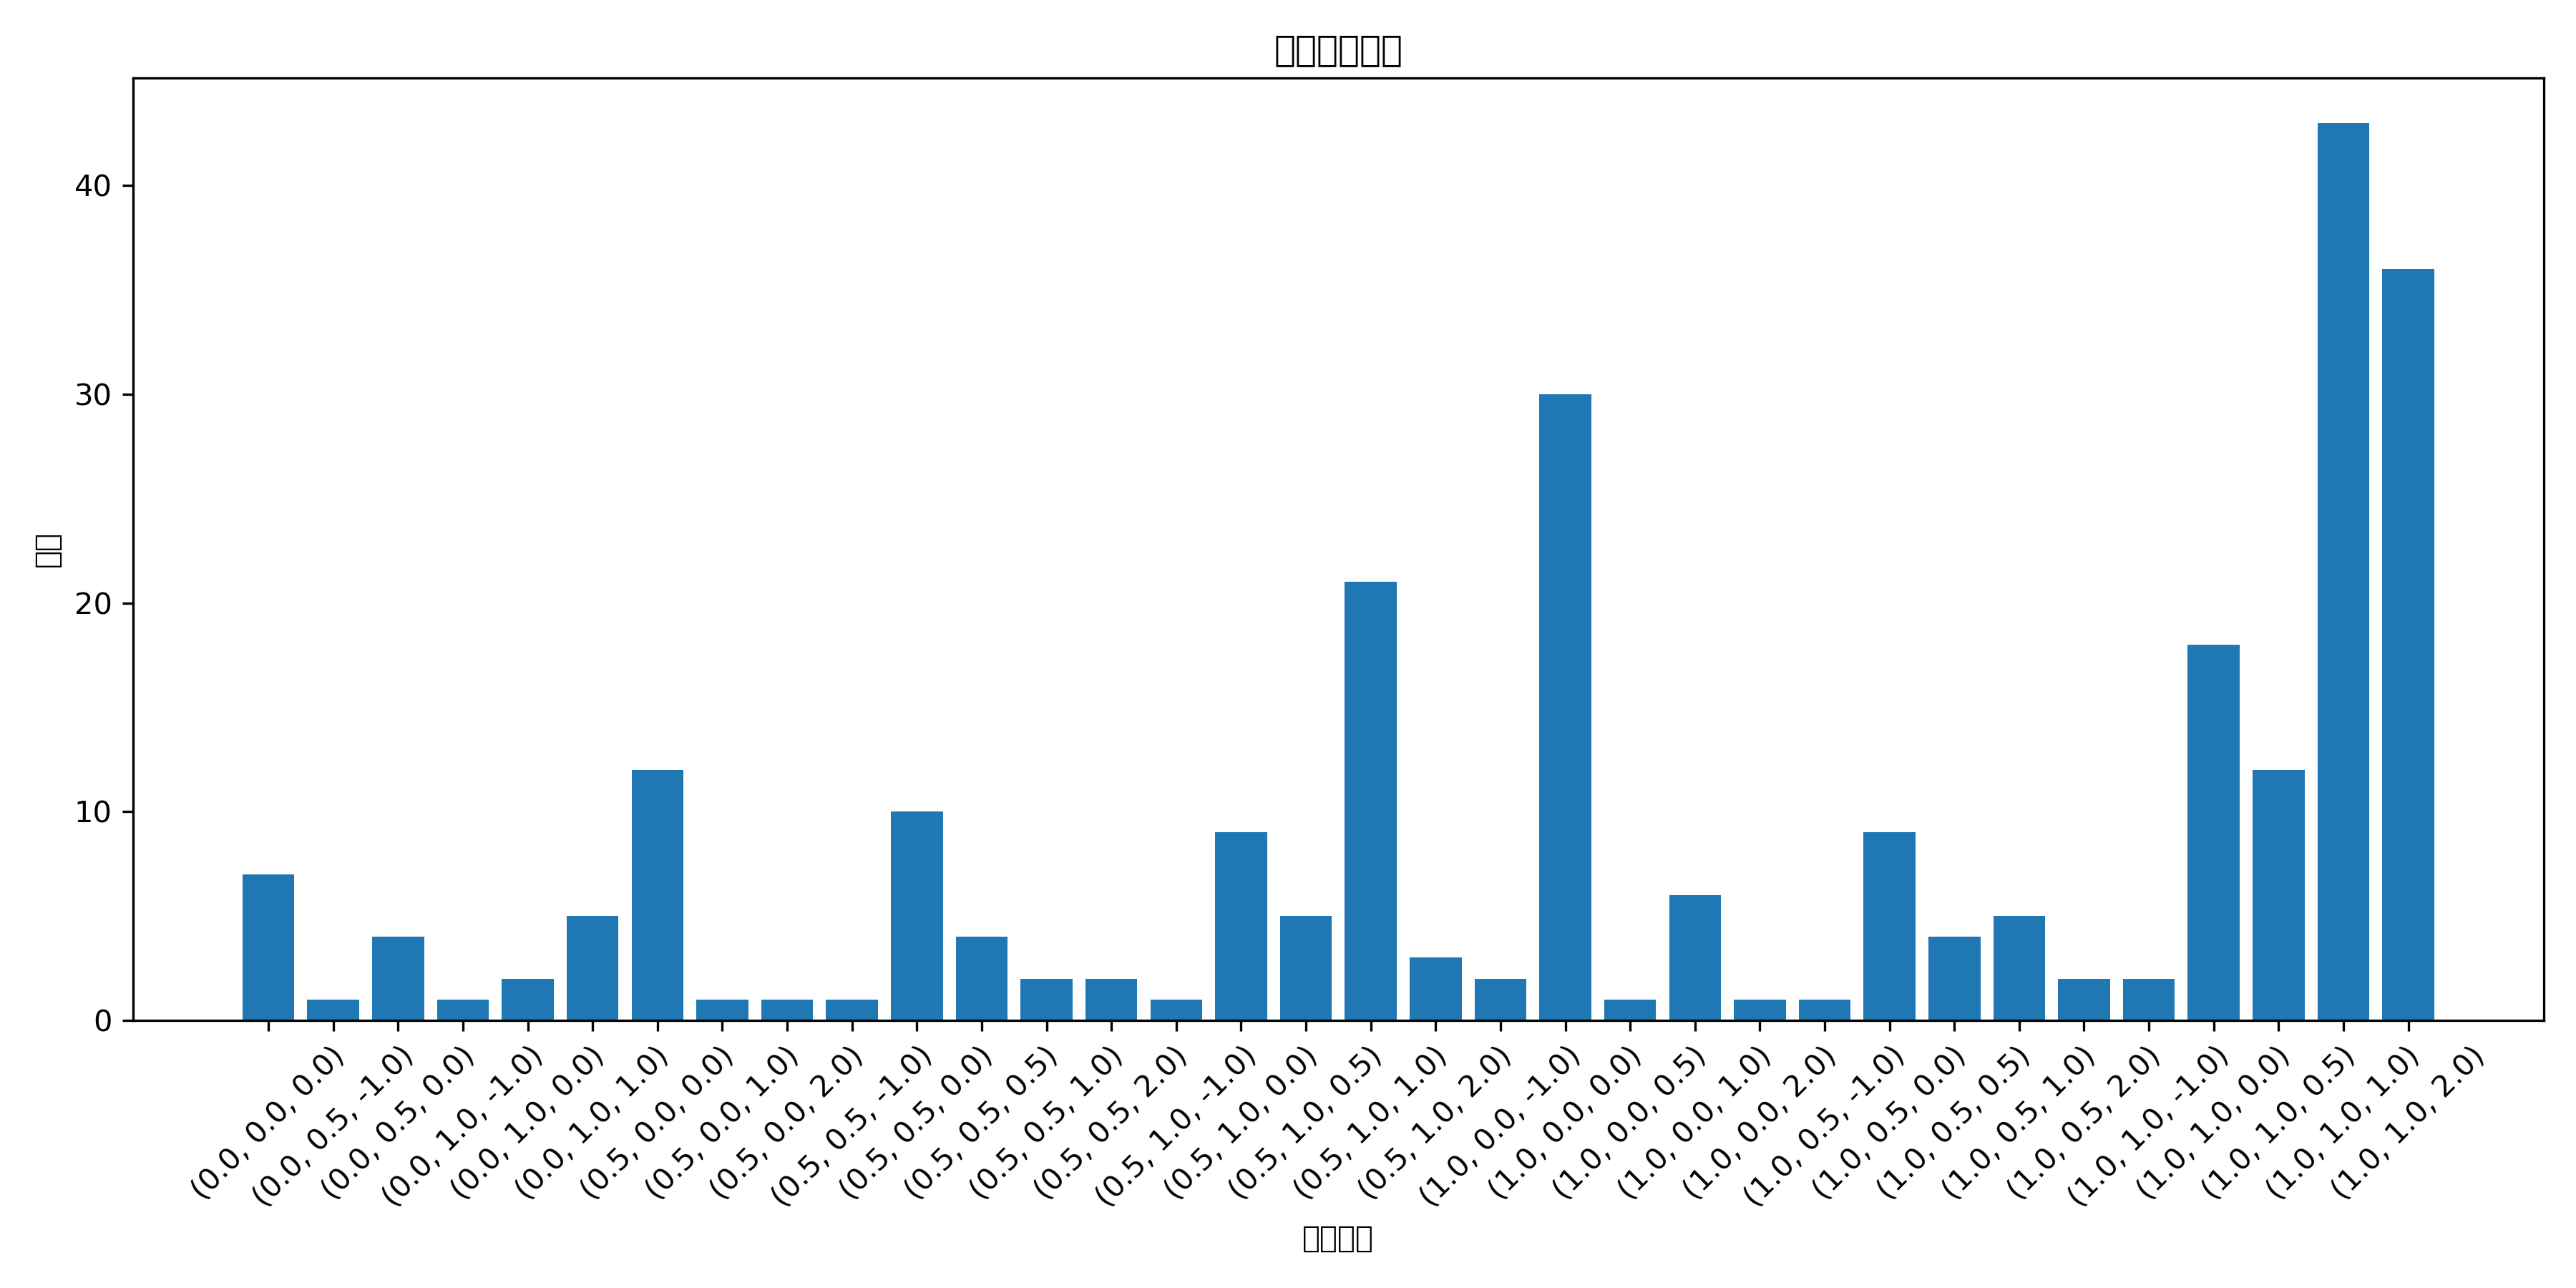 40
30
20
10
0
(0.0, 0.0, 0.0)
(0.0, 0.5, -1.0)
(0.0, 0.5, 0.0)
(0.0, 1.0, -1.0)
(0.0, 1.0, 0.0)
(0.0, 1.0, 1.0)
(0.5, 0.0, 0.0)
(0.5, 0.0, 1.0)
(0.5, 0.0, 2.0)
(0.5, 0.5, -1.0)
(0.5, 0.5, 0.0)
(0.5, 0.5, 0.5)
(0.5, 0.5, 1.0)
(0.5, 0.5, 2.0)
(0.5, 1.0, -1.0)
(0.5, 1.0, 0.0)
(0.5, 1.0, 0.5)
(0.5, 1.0, 1.0)
(0.5, 1.0, 2.0)
(1.0, 0.0, -1.0)
(1.0, 0.0, 0.0)
(1.0, 0.0, 0.5)
(1.0, 0.0, 1.0)
(1.0, 0.0, 2.0)
(1.0, 0.5, -1.0)
(1.0, 0.5, 0.0)
(1.0, 0.5, 0.5)
(1.0, 0.5, 1.0)
(1.0, 0.5, 2.0)
(1.0, 1.0, -1.0)
(1.0, 1.0, 0.0)
(1.0, 1.0, 0.5)
(1.0, 1.0, 1.0)
(1.0, 1.0, 2.0)